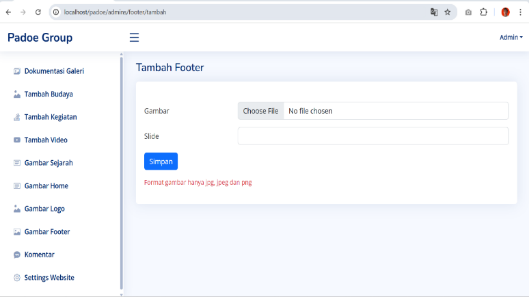 localhost/padoe/admins/footer/tambah
Padoe Group
Admin
Dokumentasi Galeri
Tambah Budaya
Tambah Kegiatan
Tambah Video
Gambar Sejarah
Gambar Home
Gambar Logo
Gambar Footer
Komentar
Settings Website
Tambah Footer
Gambar
Choose File No file chosen
Slide
Simpan
Format gambar hanya jpg, jpeg dan png